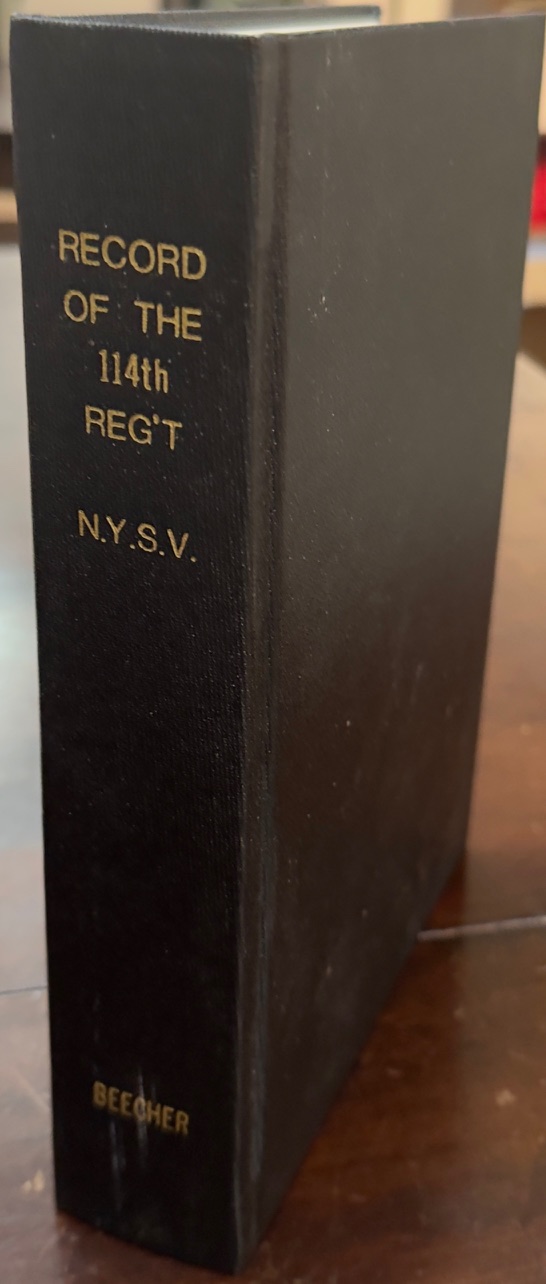 RECORD
OF THE
114th
REG'T
N.Y.S.V.
BEECHER